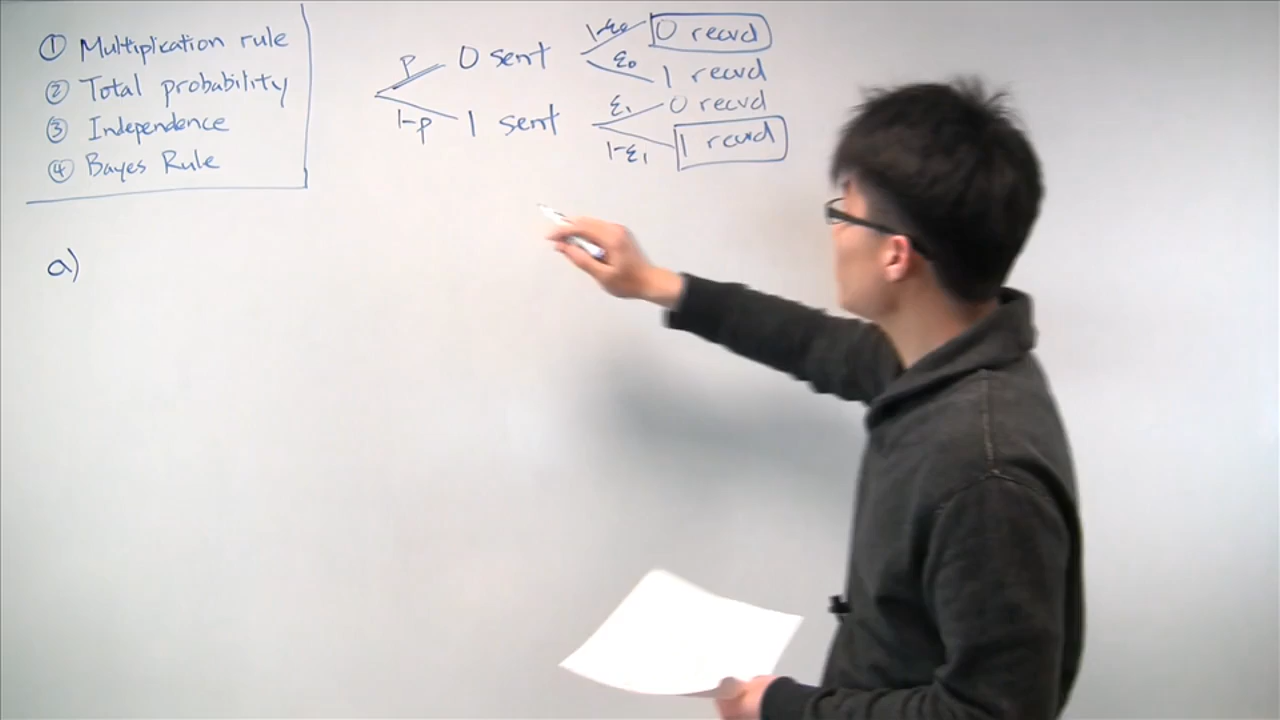 ① Multiplication rule
② Total probability
③ Independence
④ Bayes Rule
p 0 sent 1-ε₀ 0 recvd
ε₀ 1 recvd
1-p 1 sent ε₁ 0 recvd
1-ε₁ 1 recvd
a)